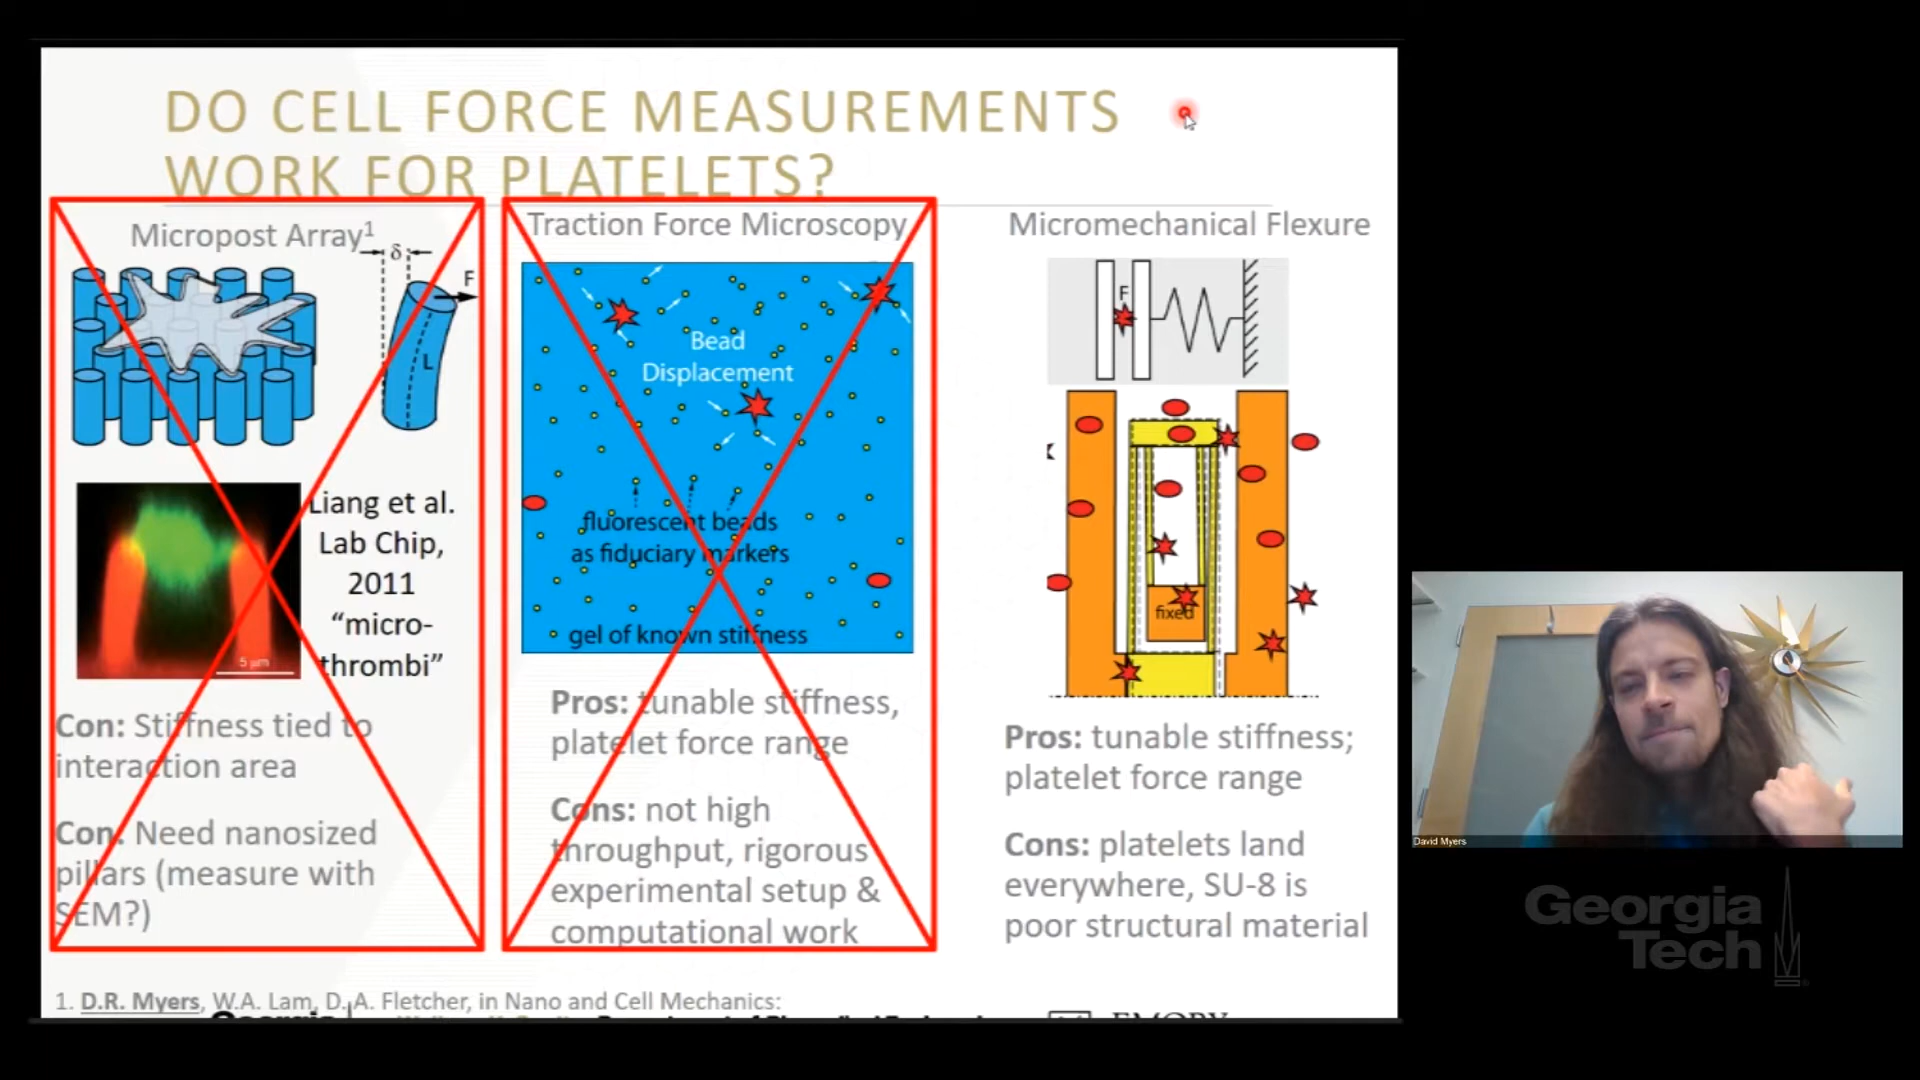 DO CELL FORCE MEASUREMENTS
WORK FOR PLATELETS?
Micropost Array1
δ
F
L
Liang et al.
Lab Chip,
2011
“micro-
thrombi”
5 μm
Con: Stiffness tied to
interaction area
Con: Need nanosized
pillars (measure with
SEM?)
Traction Force Microscopy
Bead
Displacement
fluorescent beads
as fiduciary markers
gel of known stiffness
Pros: tunable stiffness,
platelet force range
Cons: not high
throughput, rigorous
experimental setup &
computational work
Micromechanical Flexure
F
fixed
Pros: tunable stiffness;
platelet force range
Cons: platelets land
everywhere, SU-8 is
poor structural material
1. D.R. Myers, W.A. Lam, D. A. Fletcher, in Nano and Cell Mechanics:
Georgia
EMORY
David Myers
Georgia
Tech